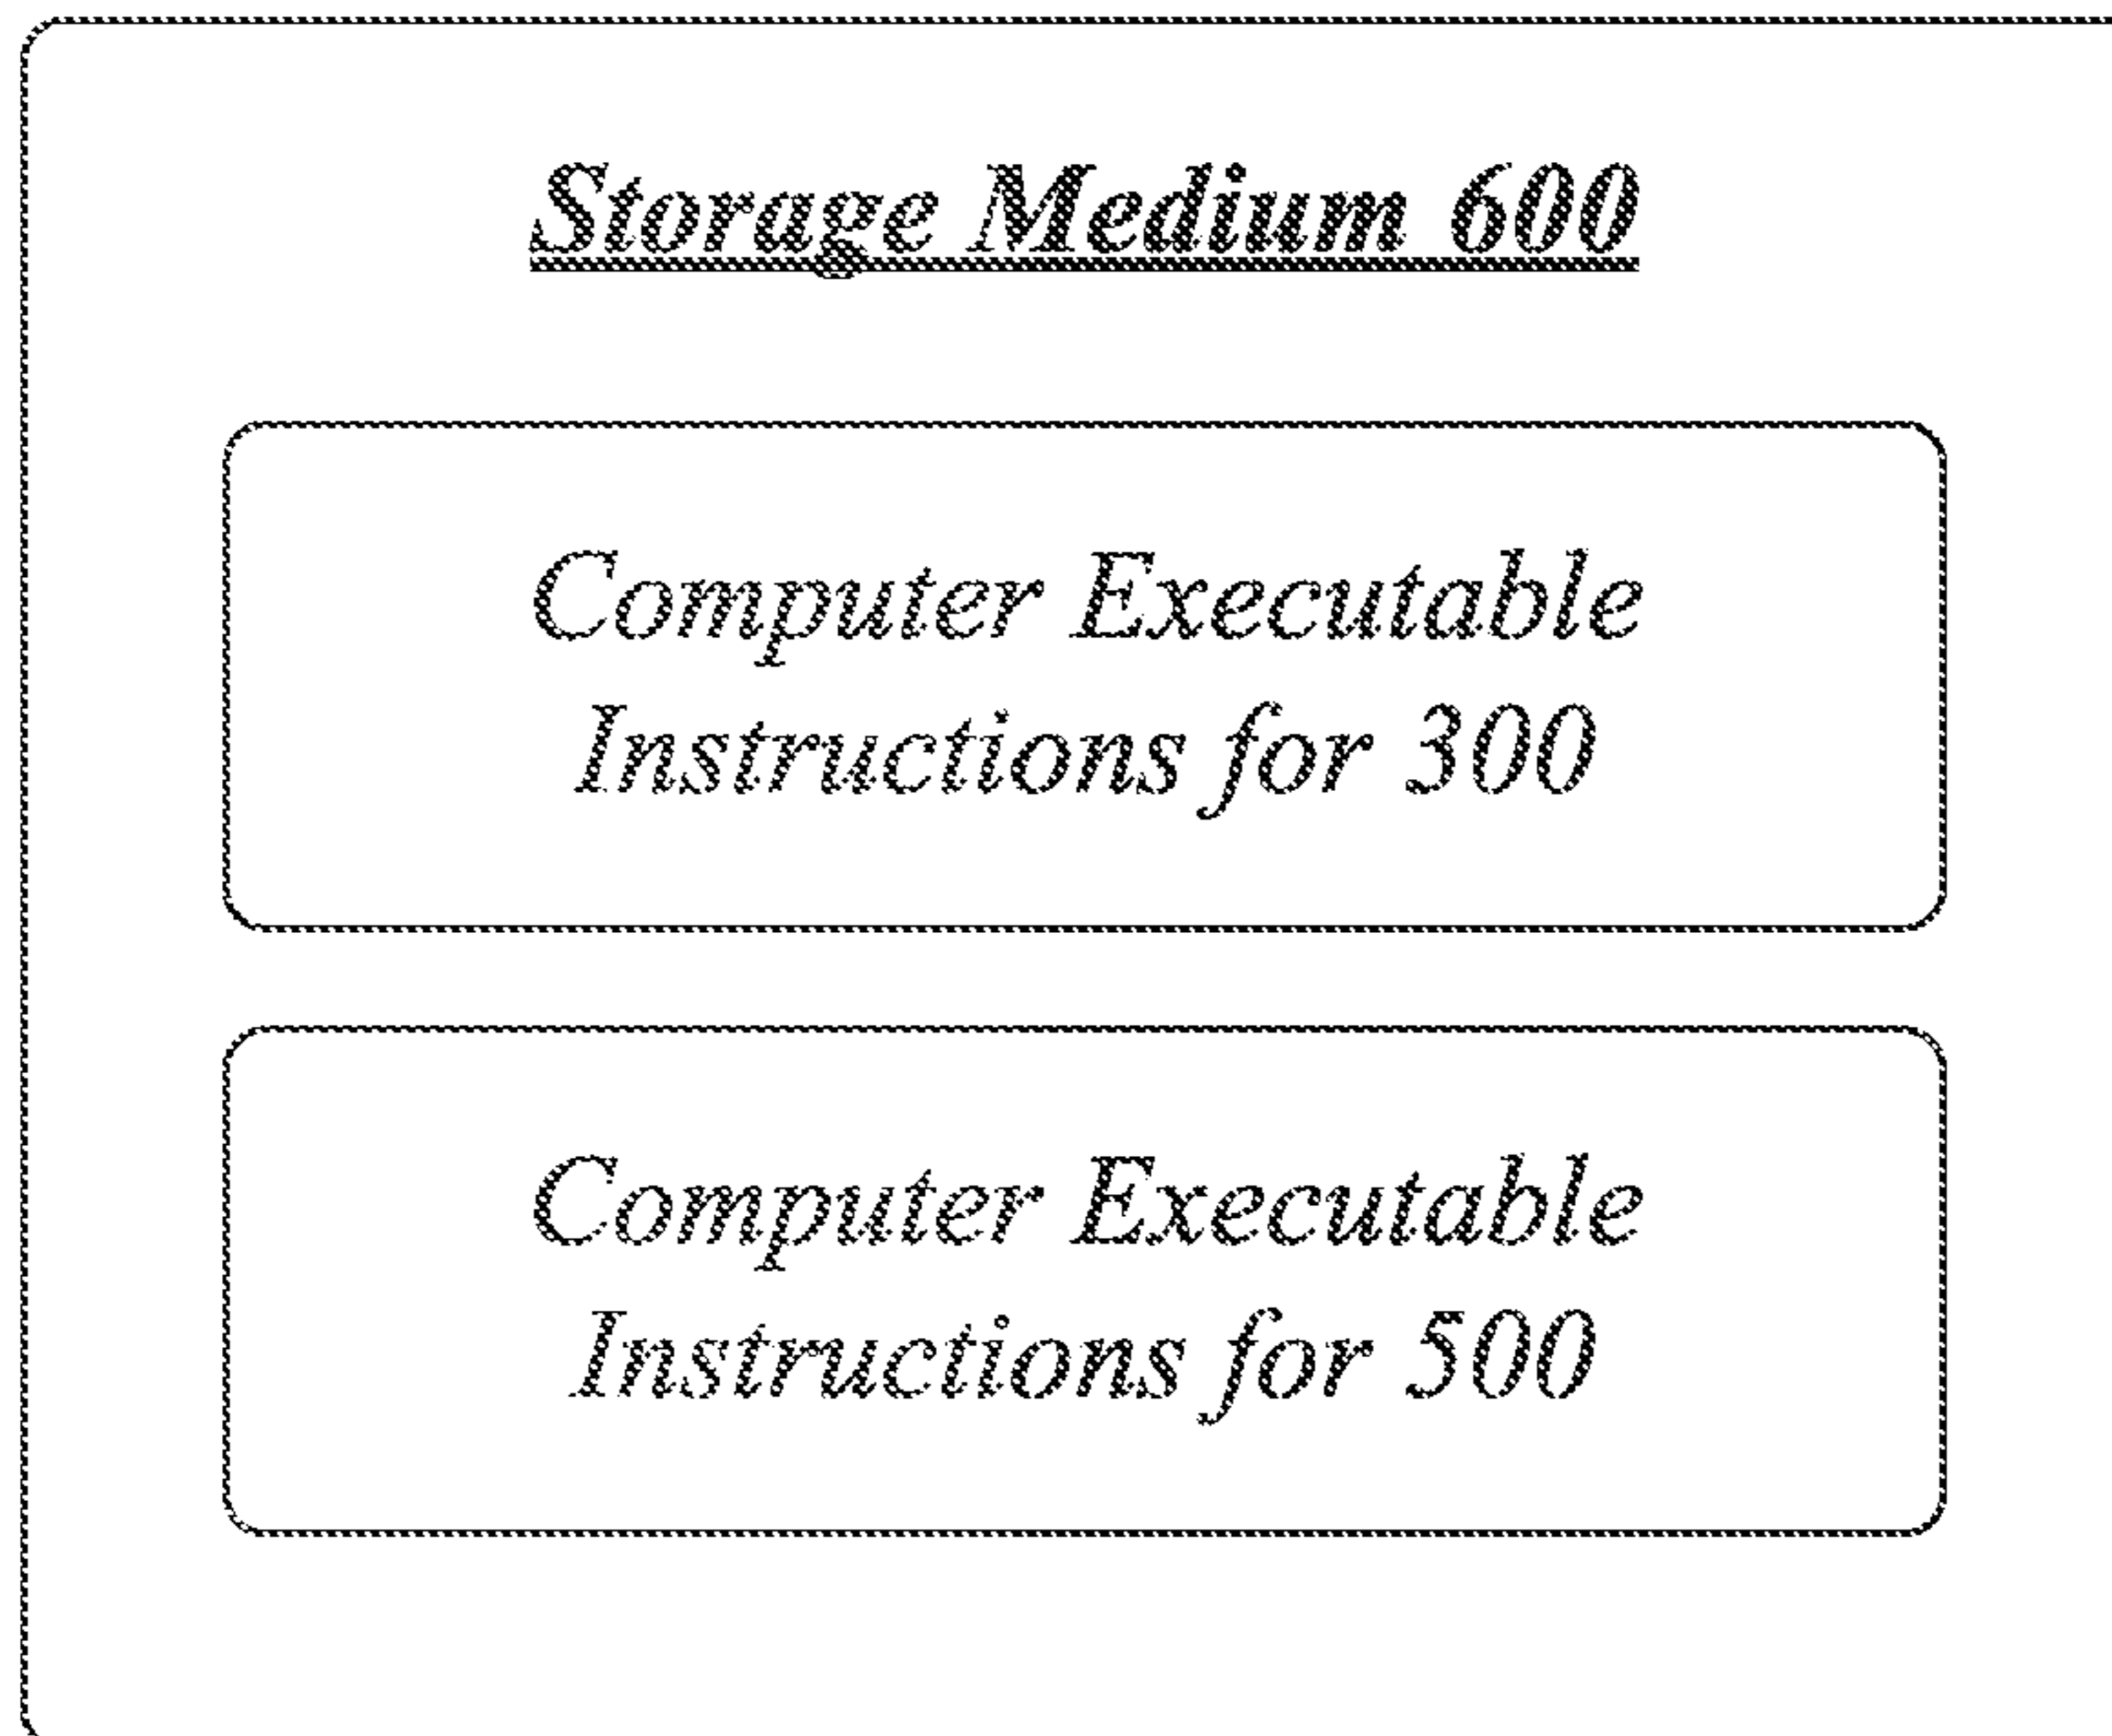 Storage Medium 600
Computer Executable
Instructions for 300
Computer Executable
Instructions for 500